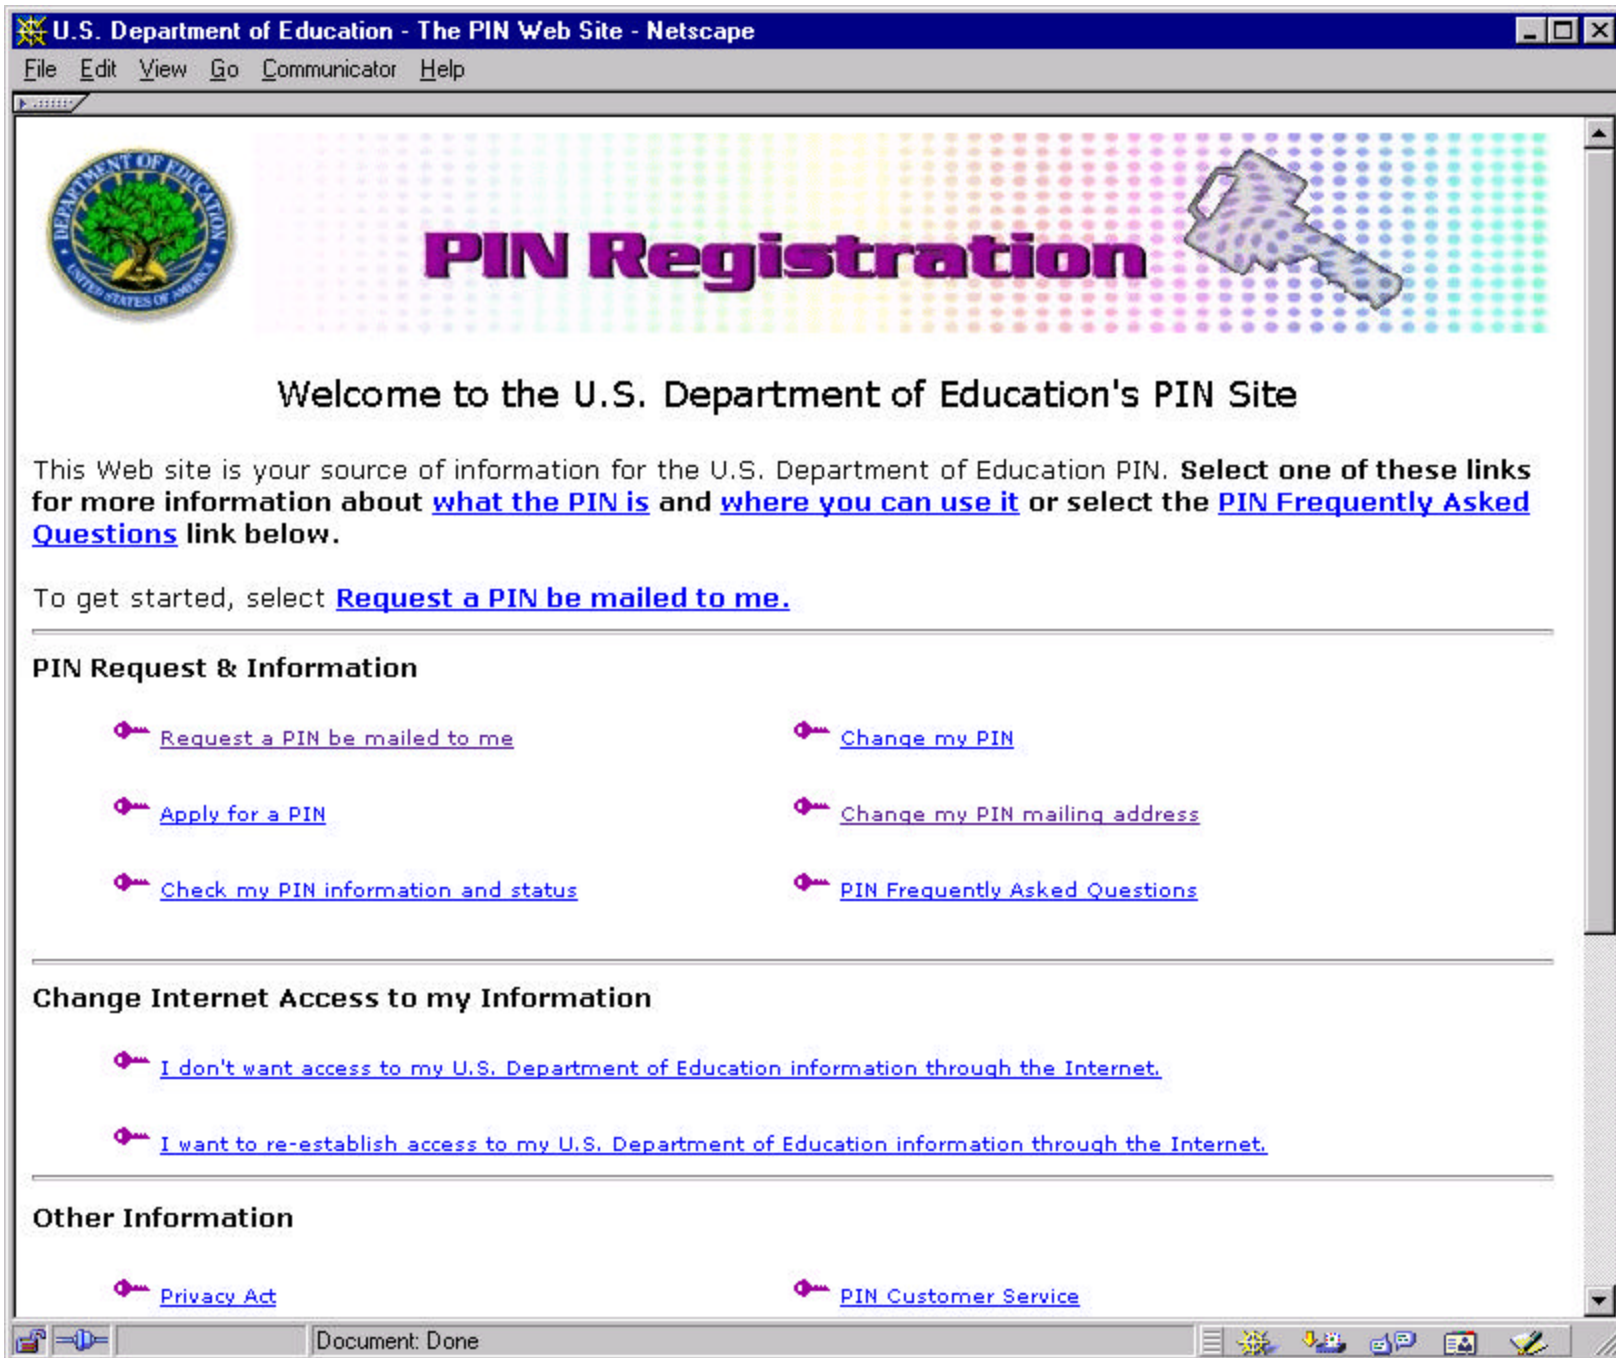 U.S. Department of Education - The PIN Web Site - Netscape
File Edit View Go Communicator Help
DEPARTMENT OF EDUCATION
UNITED STATES OF AMERICA
PIN Registration
Welcome to the U.S. Department of Education's PIN Site
This Web site is your source of information for the U.S. Department of Education PIN. Select one of these links
for more information about what the PIN is and where you can use it or select the PIN Frequently Asked
Questions link below.
To get started, select Request a PIN be mailed to me.
PIN Request & Information
Request a PIN be mailed to me
Change my PIN
Apply for a PIN
Change my PIN mailing address
Check my PIN information and status
PIN Frequently Asked Questions
Change Internet Access to my Information
I don't want access to my U.S. Department of Education information through the Internet.
I want to re-establish access to my U.S. Department of Education information through the Internet.
Other Information
Privacy Act
PIN Customer Service
Document: Done